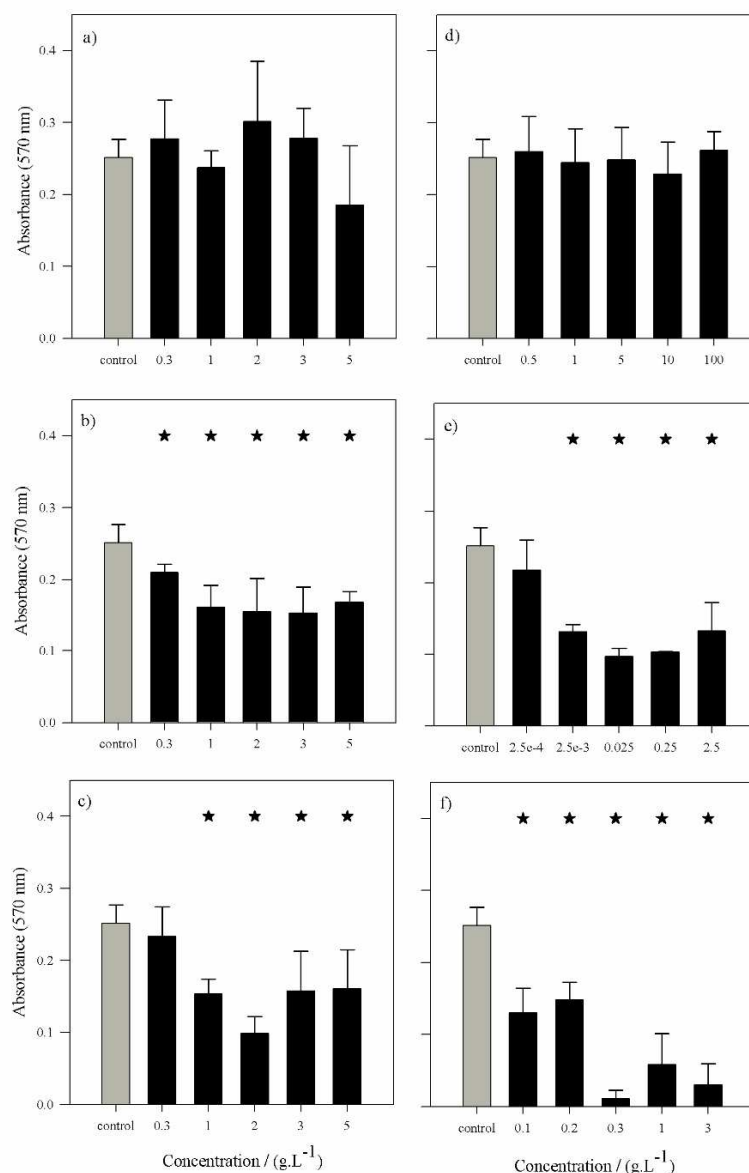 a)
0.4
0.3
0.2
0.1
0.0
Absorbance (570 nm)
control 0.3 1 2 3 5
d)
control 0.5 1 5 10 100
b)
0.4
0.3
0.2
0.1
0.0
Absorbance (570 nm)
control 0.3 1 2 3 5
e)
control 2.5e-4 2.5e-3 0.025 0.25 2.5
c)
0.4
0.3
0.2
0.1
0.0
Absorbance (570 nm)
control 0.3 1 2 3 5
Concentration / (g.L-1)
f)
control 0.1 0.2 0.3 1 3
Concentration / (g.L-1)